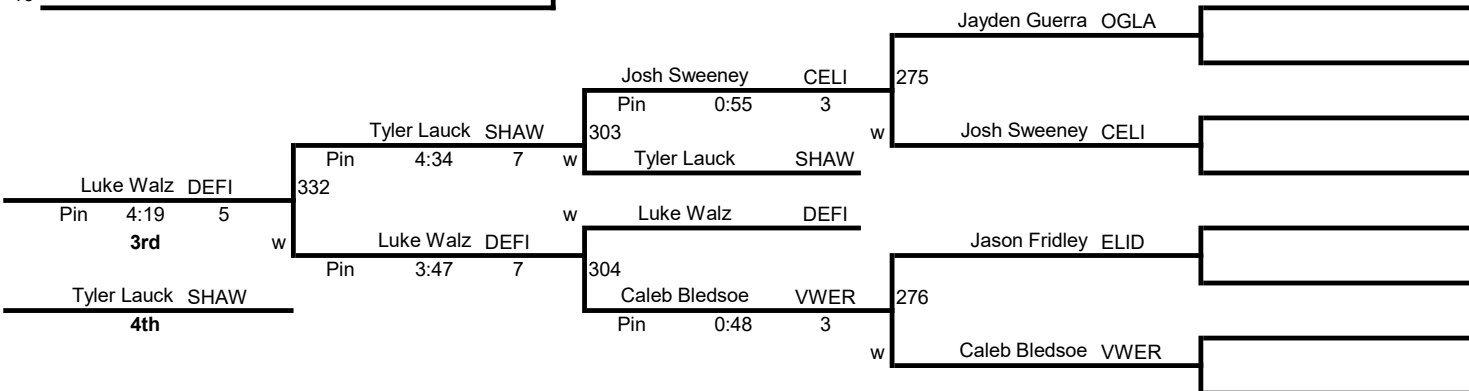 Jayden Guerra OGLA
Josh Sweeney CELI 275
Pin 0:55 3
Tyler Lauck SHAW 303 w Josh Sweeney CELI
Pin 4:34 7 w Tyler Lauck SHAW
Luke Walz DEFI 332
Pin 4:19 5 w Luke Walz DEFI
3rd w Luke Walz DEFI Jason Fridley ELID
Pin 3:47 7 304
Tyler Lauck SHAW Caleb Bledsoe VWER 276
4th Pin 0:48 3
w Caleb Bledsoe VWER